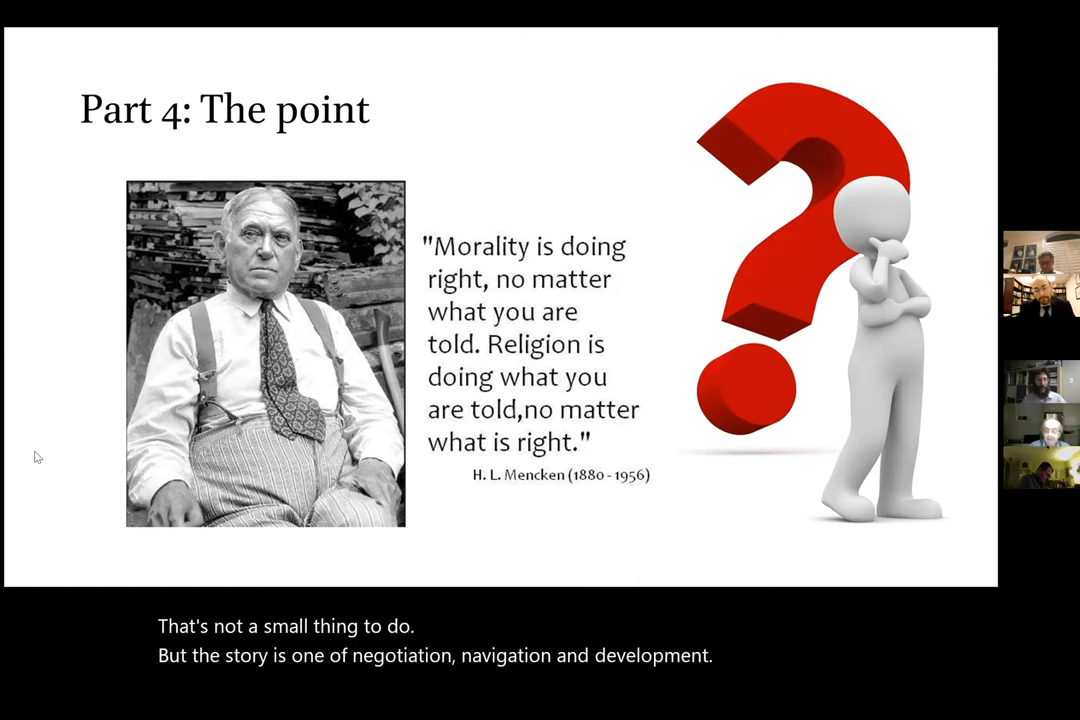 Part 4: The point
"Morality is doing
right, no matter
what you are
told. Religion is
doing what you
are told,no matter
what is right."
H. L. Mencken (1880 - 1956)
That's not a small thing to do.
But the story is one of negotiation, navigation and development.